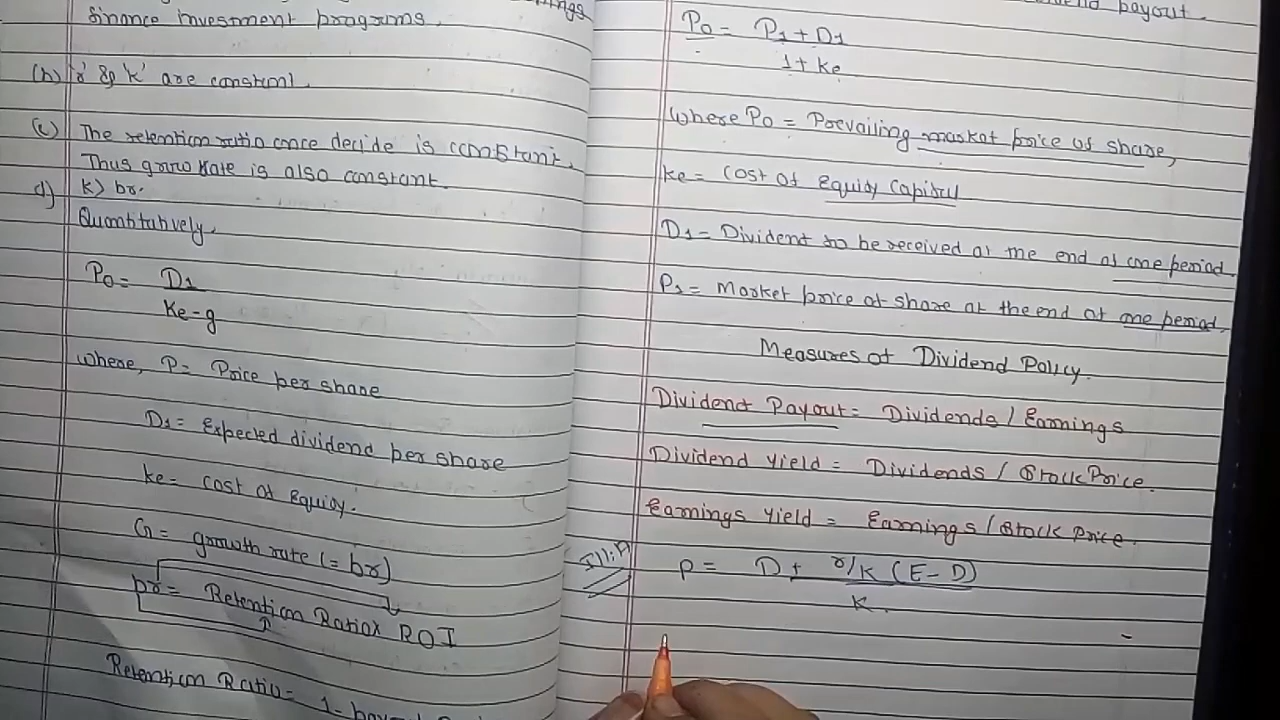 finance investment programs.
(b) 'r' & 'k' are constant.
(c) The retention ratio once decide is constant.
Thus grow rate is also constant.
d) k > br.
Quantitatively.
P0 = D1
Ke - g
where, P = Price per share
D1 = Expected dividend per share
ke = cost of Equity.
G = growth rate (= br)
br = Retention Ratio x ROI
Retention Ratio = 1 -
payout.
P0 = P1 + D1
1 + Ke
Where P0 = Prevailing market price of share,
Ke = Cost of Equity Capital
D1 = Divident to be received at the end of one period.
P1 = Market price of share at the end of one period.
Measures of Dividend Policy.
Divident Payout = Dividends / Earnings
Dividend Yield = Dividends / Stock Price.
Earnings Yield = Earnings / Stock Price.
P = D + r/k (E - D)
K.